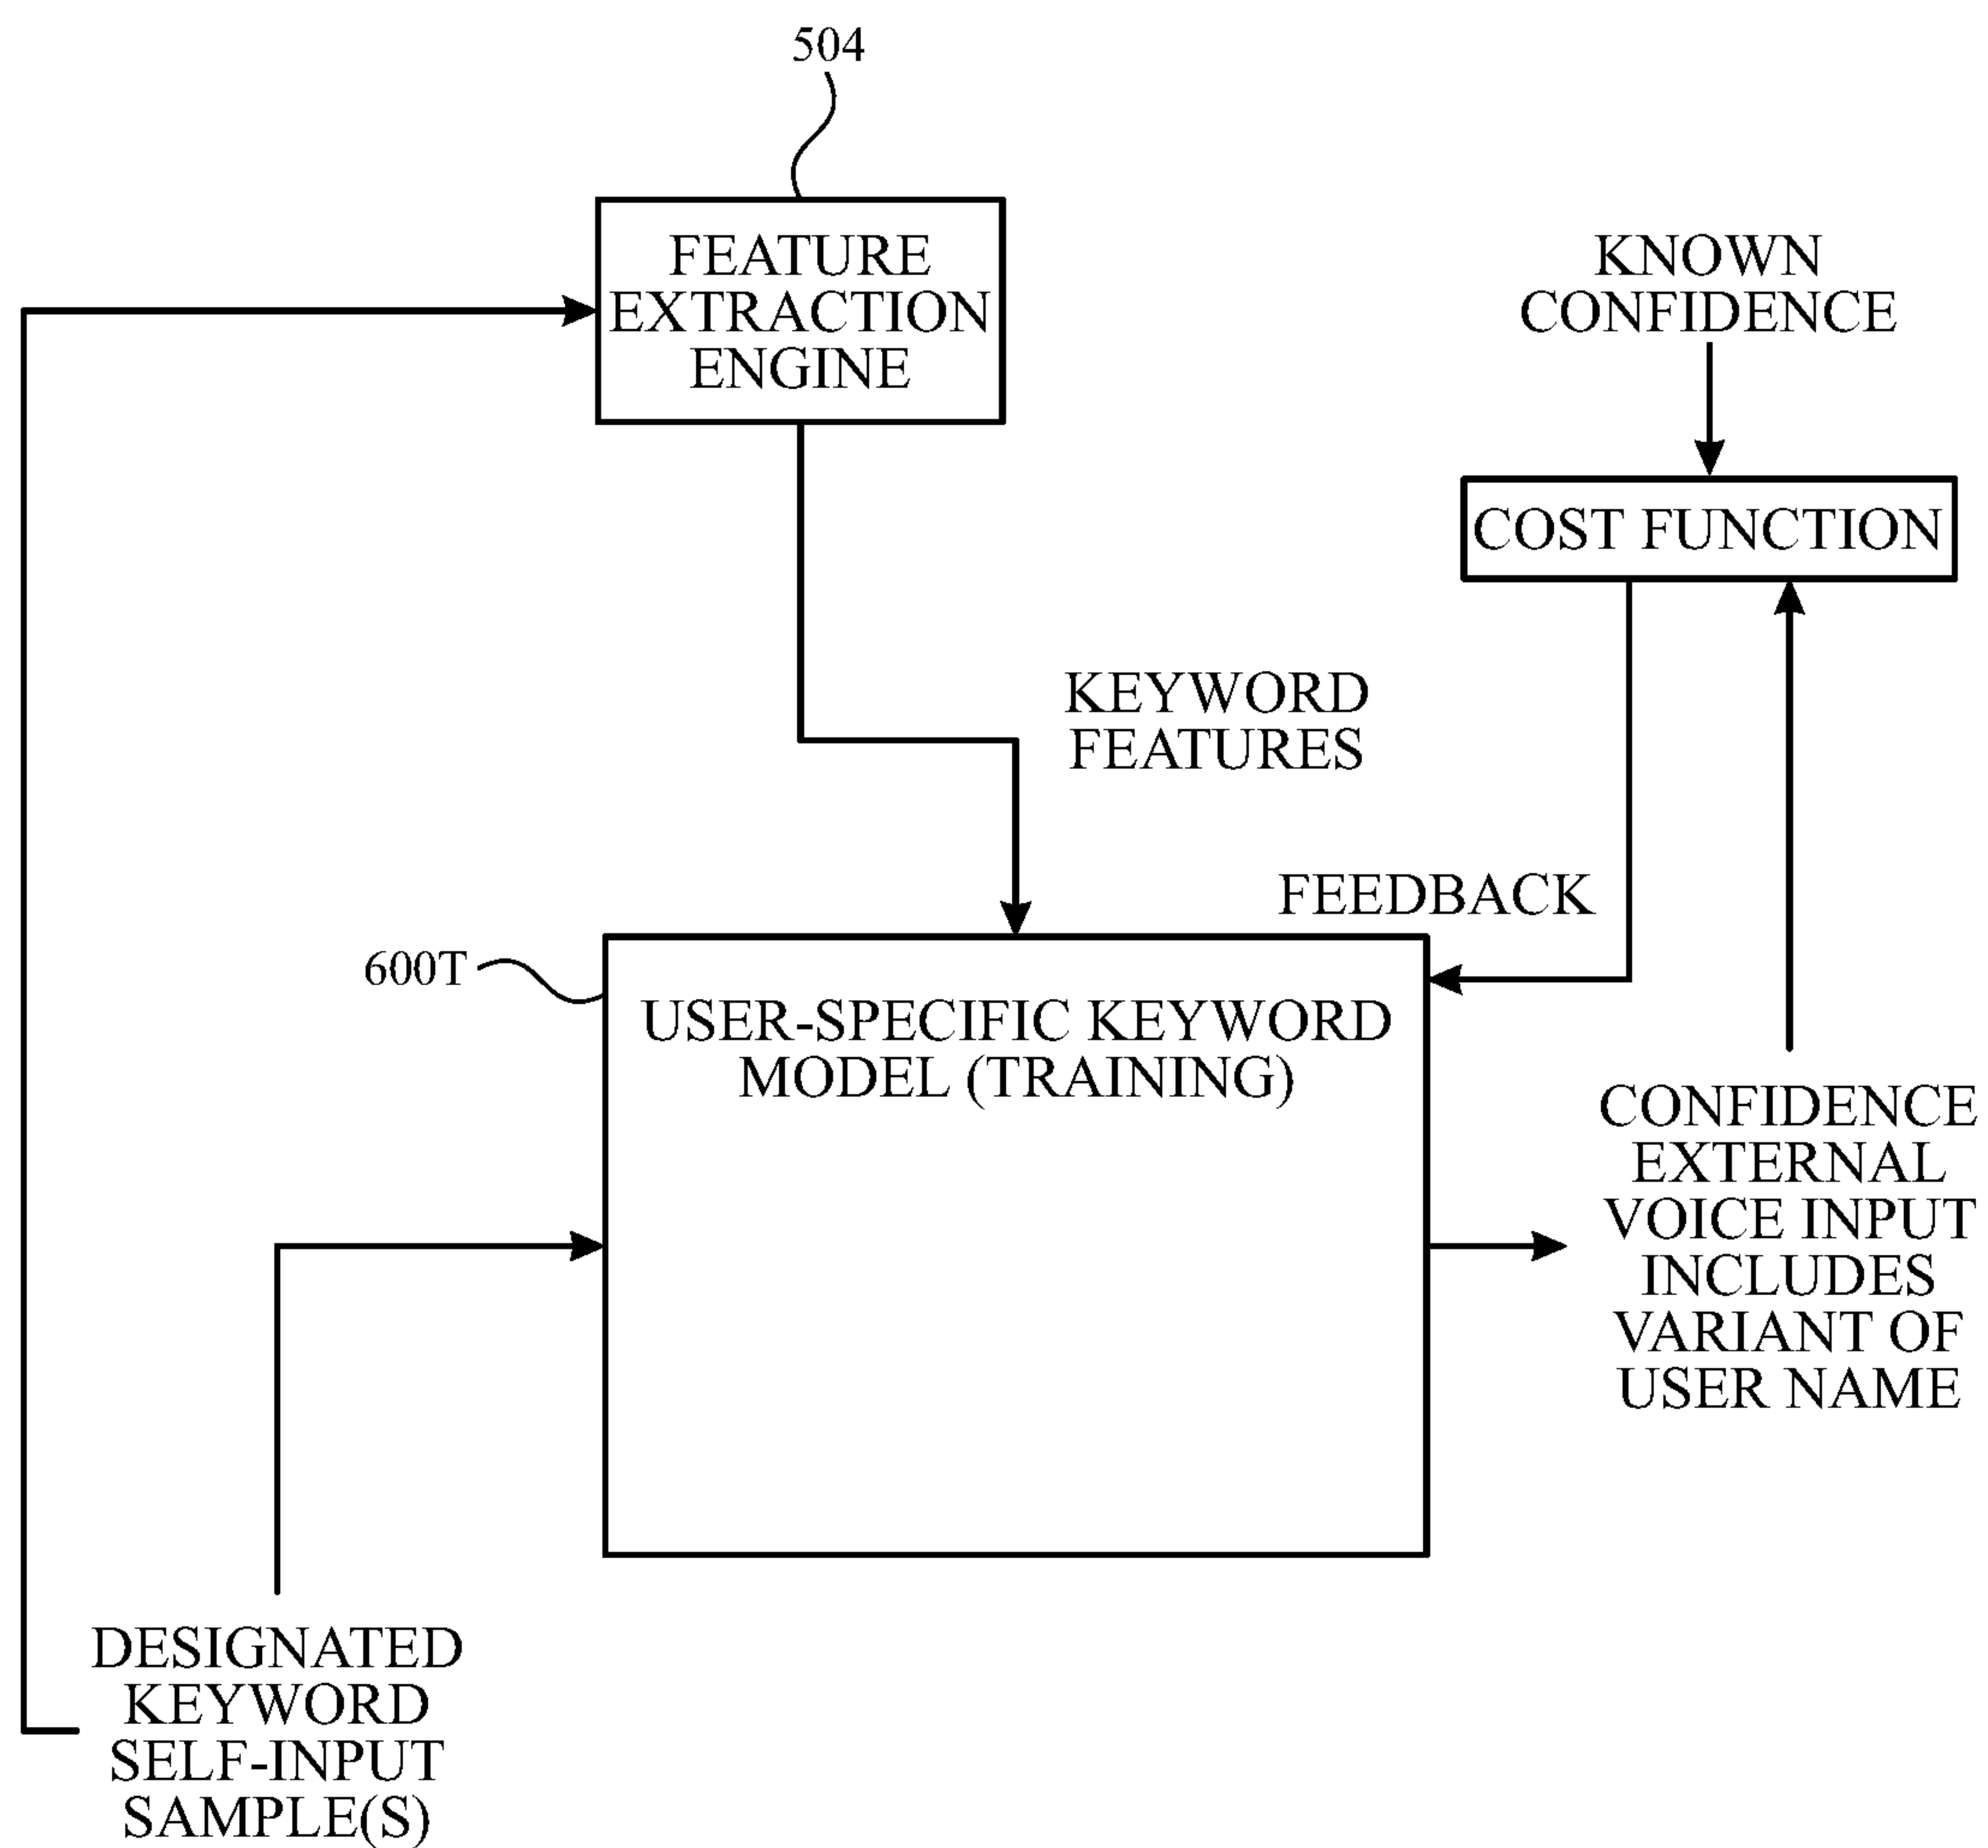 504
FEATURE
EXTRACTION
ENGINE
KNOWN
CONFIDENCE
COST FUNCTION
KEYWORD
FEATURES
FEEDBACK
600T
USER-SPECIFIC KEYWORD
MODEL (TRAINING)
CONFIDENCE
EXTERNAL
VOICE INPUT
INCLUDES
VARIANT OF
USER NAME
DESIGNATED
KEYWORD
SELF-INPUT
SAMPLE(S)